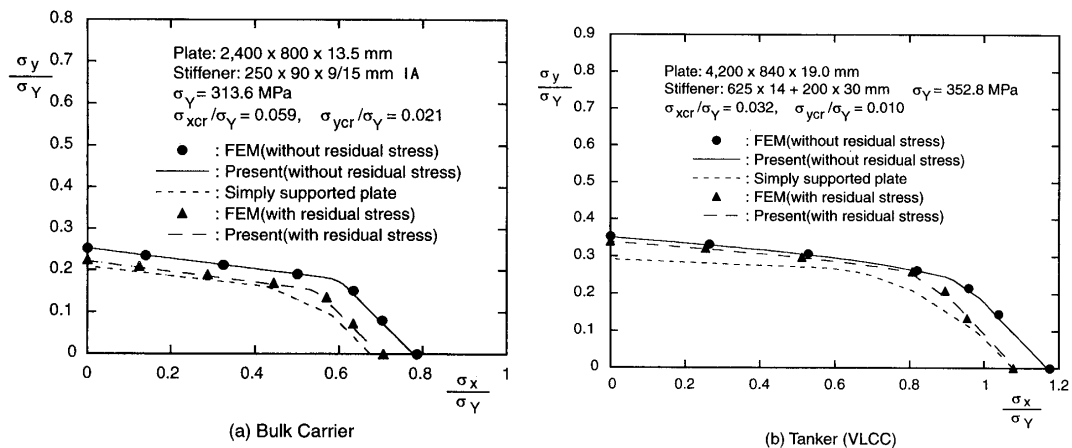 0.8
0.7
0.6
0.5
0.4
0.3
0.2
0.1
0
σy
σY
Plate: 2,400 x 800 x 13.5 mm
Stiffener: 250 x 90 x 9/15 mm IA
σY = 313.6 MPa
σxcr/σY = 0.059, σycr/σY = 0.021
: FEM(without residual stress)
: Present(without residual stress)
: Simply supported plate
: FEM(with residual stress)
: Present(with residual stress)
0 0.2 0.4 0.6 0.8 1
σx
σY
(a) Bulk Carrier
0.9
0.8
0.7
0.6
0.5
0.4
0.3
0.2
0.1
0.0
σy
σY
Plate: 4,200 x 840 x 19.0 mm
Stiffener: 625 x 14 + 200 x 30 mm σY = 352.8 MPa
σxcr/σY = 0.032, σycr/σY = 0.010
: FEM(without residual stress)
: Present(without residual stress)
: Simply supported plate
: FEM(with residual stress)
: Present(with residual stress)
0 0.2 0.4 0.6 0.8 1 1.2
σx
σY
(b) Tanker (VLCC)